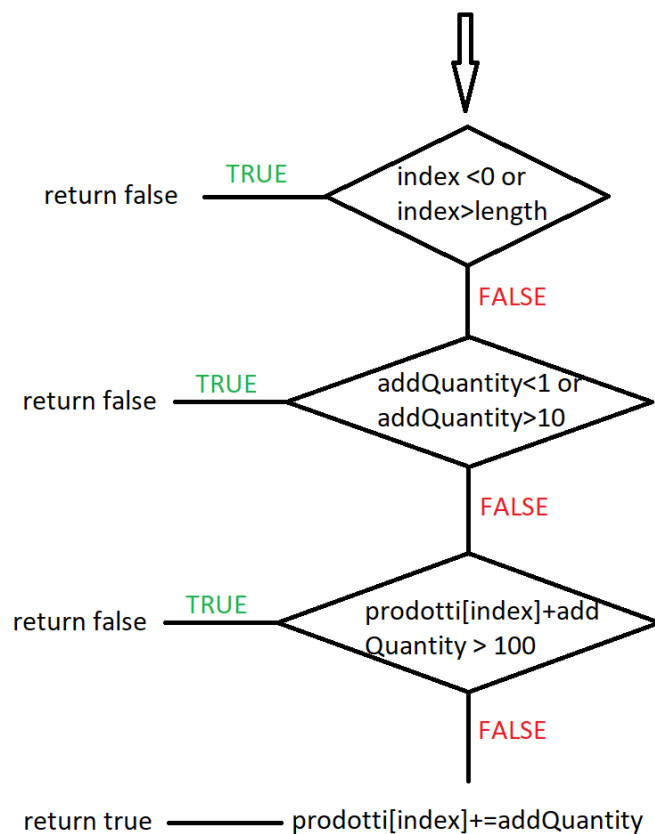 TRUE
index <0 or
return false
index>length
FALSE
TRUE
addQuantity<1 or
return false
addQuantity>10
FALSE
TRUE
prodotti[index]+add
return false
Quantity > 100
FALSE
return true
prodotti[index]+=addQuantity